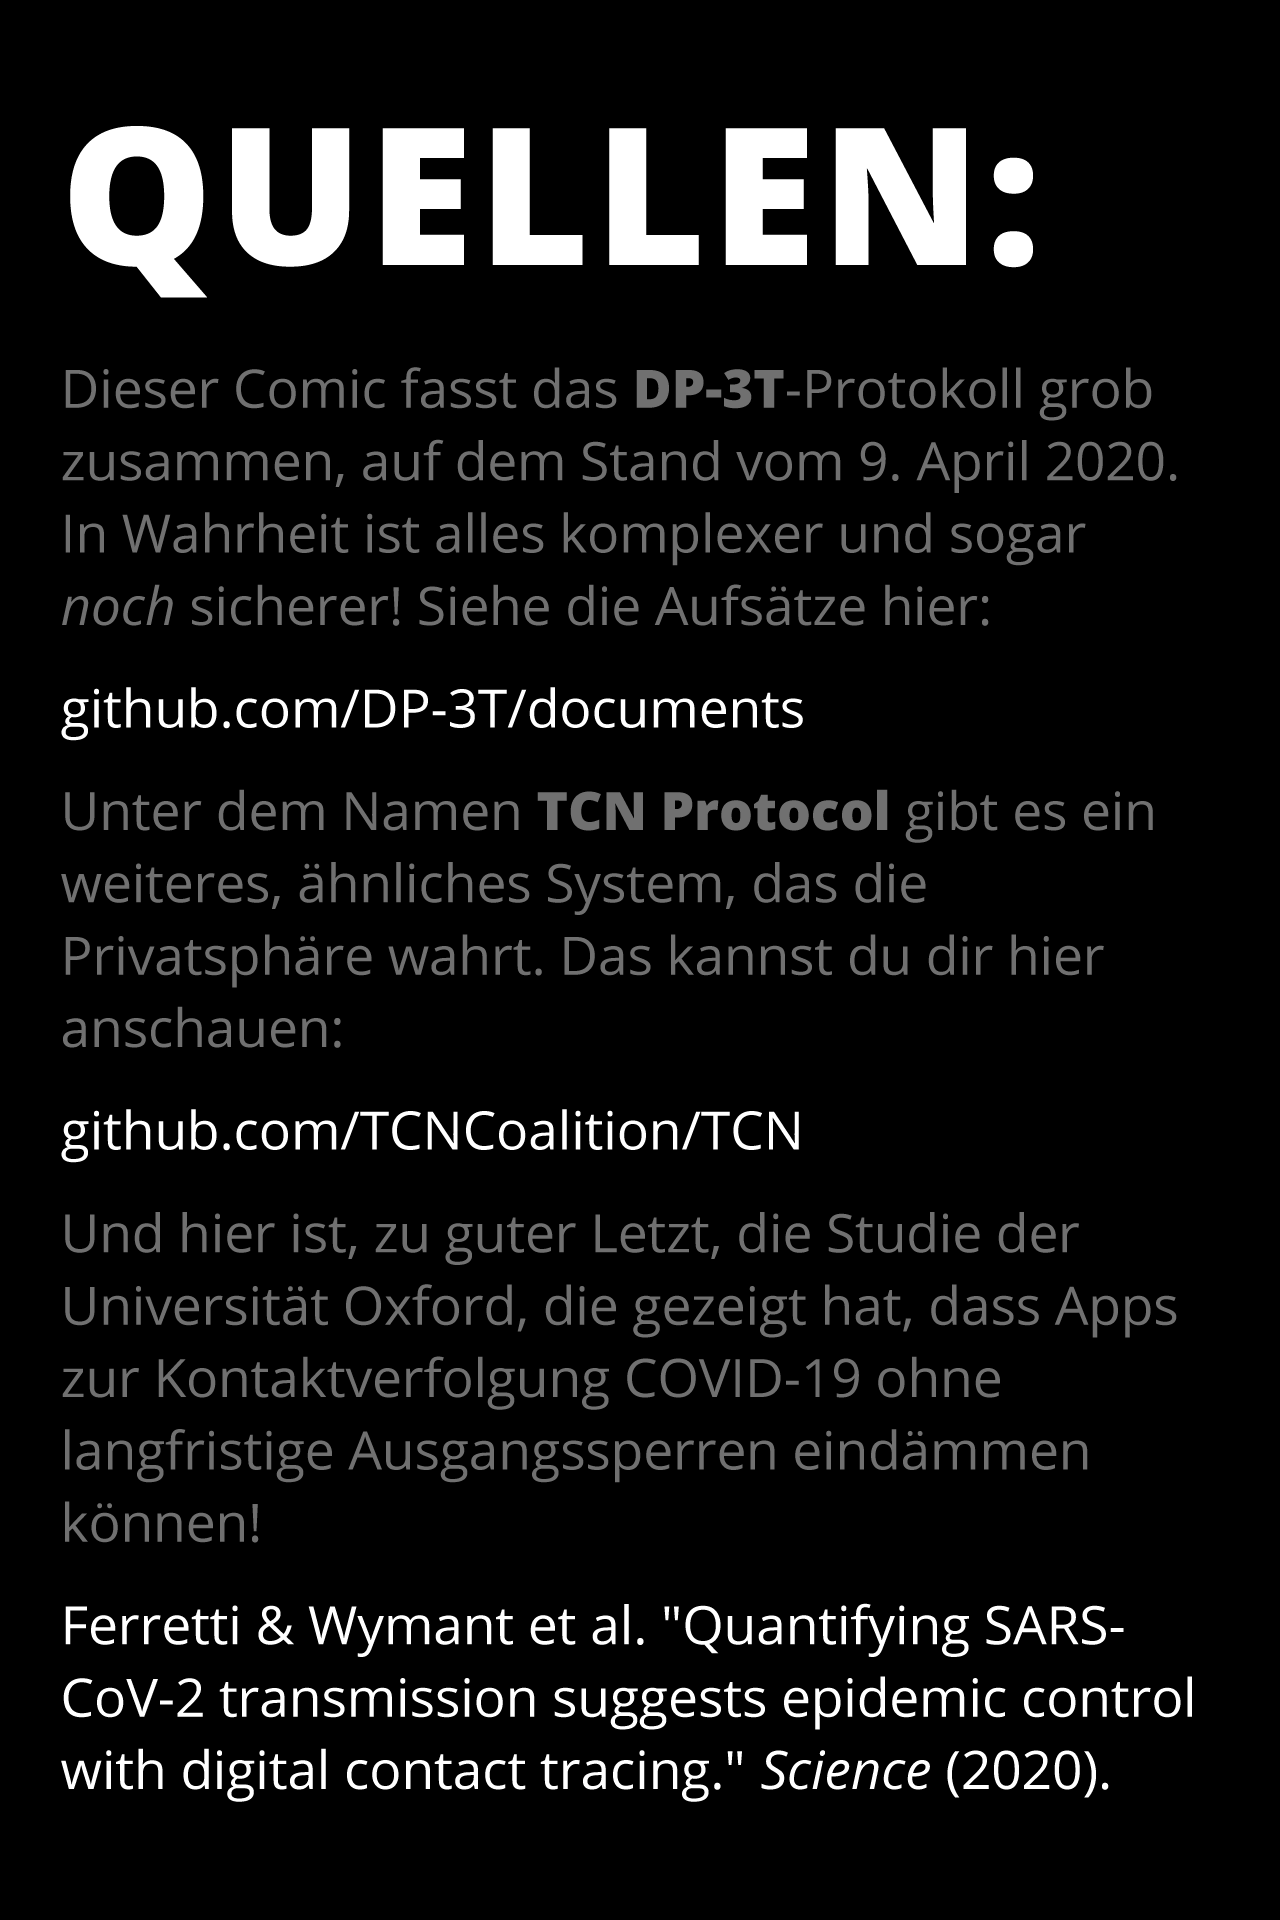 QUELLEN:
Dieser Comic fasst das DP-3T-Protokoll grob
zusammen, auf dem Stand vom 9. April 2020.
In Wahrheit ist alles komplexer und sogar
noch sicherer! Siehe die Aufsätze hier:
github.com/DP-3T/documents
Unter dem Namen TCN Protocol gibt es ein
weiteres, ähnliches System, das die
Privatsphäre wahrt. Das kannst du dir hier
anschauen:
github.com/TCNCoalition/TCN
Und hier ist, zu guter Letzt, die Studie der
Universität Oxford, die gezeigt hat, dass Apps
zur Kontaktverfolgung COVID-19 ohne
langfristige Ausgangssperren eindämmen
können!
Ferretti & Wymant et al. "Quantifying SARS-
CoV-2 transmission suggests epidemic control
with digital contact tracing." Science (2020).